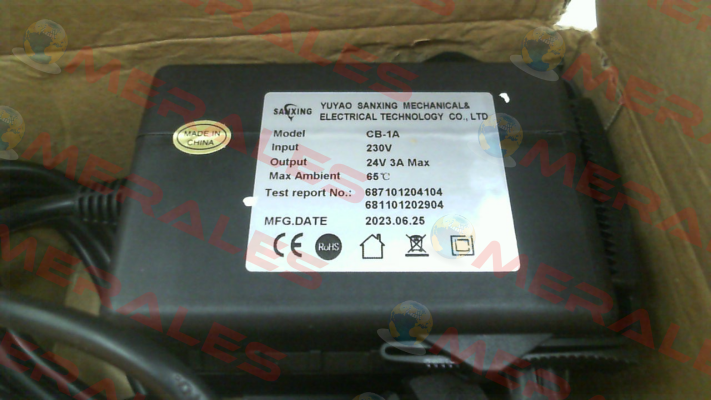 SANXING
YUYAO SANXING MECHANICAL&
ELECTRICAL TECHNOLOGY CO., LTD
MADE IN
CHINA
Model CB-1A
Input 230V
Output 24V 3A Max
Max Ambient 65℃
Test report No.: 687101204104
681101202904
MFG.DATE 2023.06.25
CE RoHS
MERALES
MERALES
MERALES
MERALES
MERALES